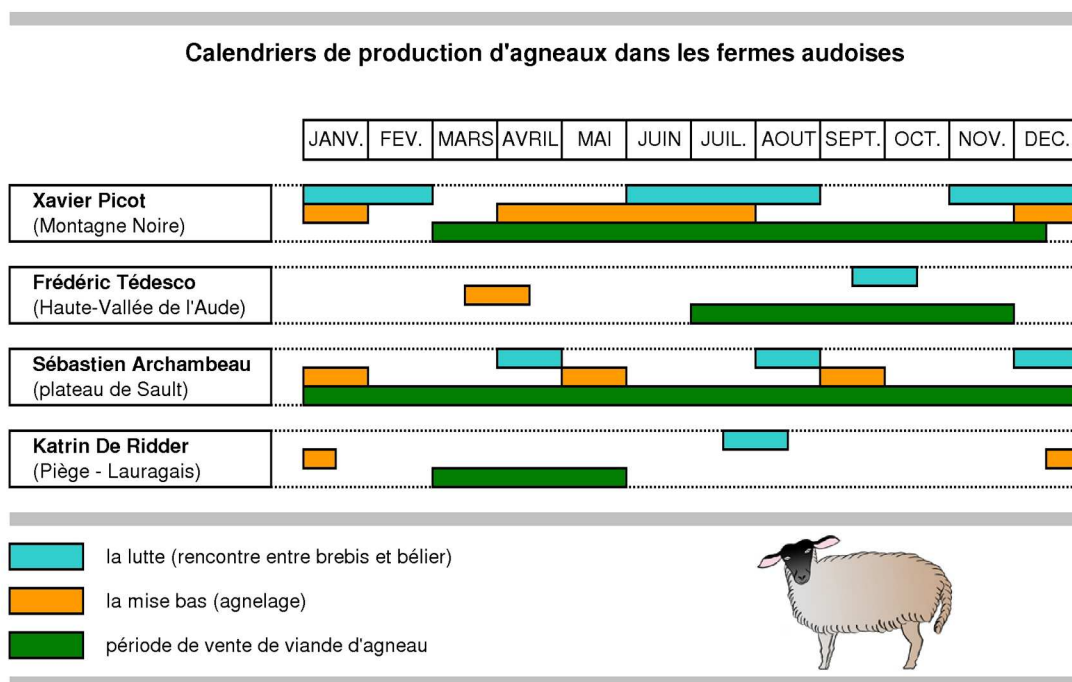 Calendriers de production d'agneaux dans les fermes audoises
JANV. FEV. MARS AVRIL MAI JUIN JUIL. AOUT SEPT. OCT. NOV. DEC.
Xavier Picot
(Montagne Noire)
Frédéric Tédesco
(Haute-Vallée de l'Aude)
Sébastien Archambeau
(plateau de Sault)
Katrin De Ridder
(Piège - Lauragais)
la lutte (rencontre entre brebis et bélier)
la mise bas (agnelage)
période de vente de viande d'agneau